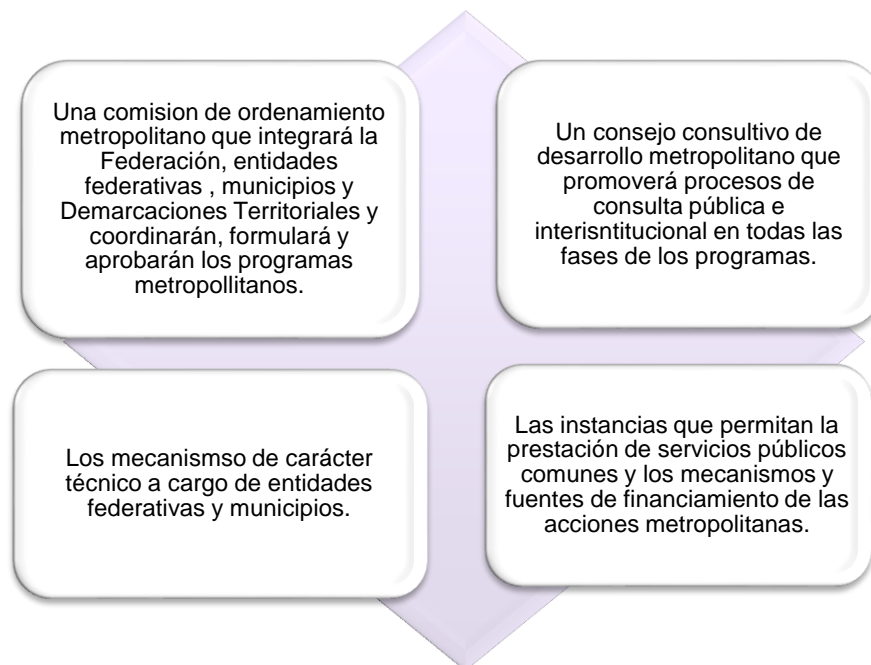 Una comision de ordenamiento
metropolitano que integrará la
Federación, entidades
federativas , municipios y
Demarcaciones Territoriales y
coordinarán, formulará y
aprobarán los programas
metropollitanos.
Un consejo consultivo de
desarrollo metropolitano que
promoverá procesos de
consulta pública e
interisntitucional en todas las
fases de los programas.
Los mecanismso de carácter
técnico a cargo de entidades
federativas y municipios.
Las instancias que permitan la
prestación de servicios públicos
comunes y los mecanismos y
fuentes de financiamiento de las
acciones metropolitanas.